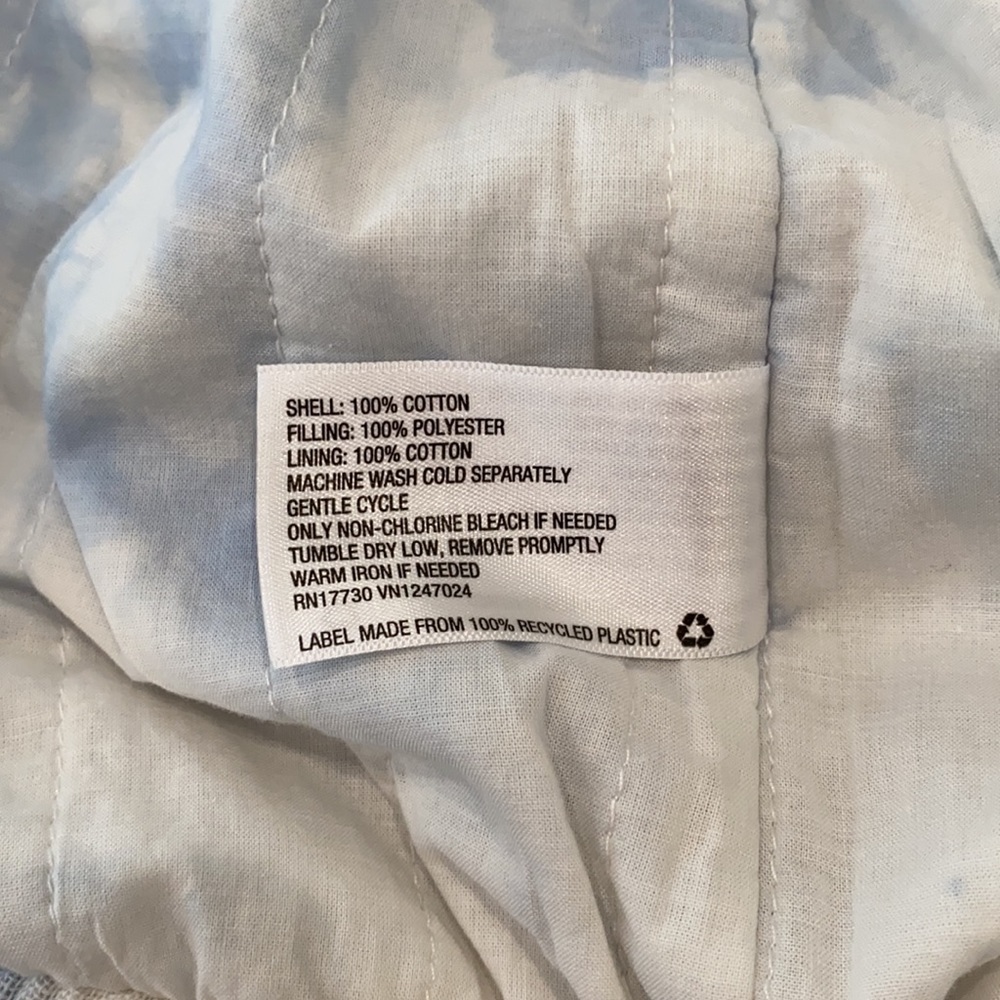 SHELL: 100% COTTON
FILLING: 100% POLYESTER
LINING: 100% COTTON
MACHINE WASH COLD SEPARATELY
GENTLE CYCLE
ONLY NON-CHLORINE BLEACH IF NEEDED
TUMBLE DRY LOW, REMOVE PROMPTLY
WARM IRON IF NEEDED
RN17730 VN1247024
LABEL MADE FROM 100% RECYCLED PLASTIC